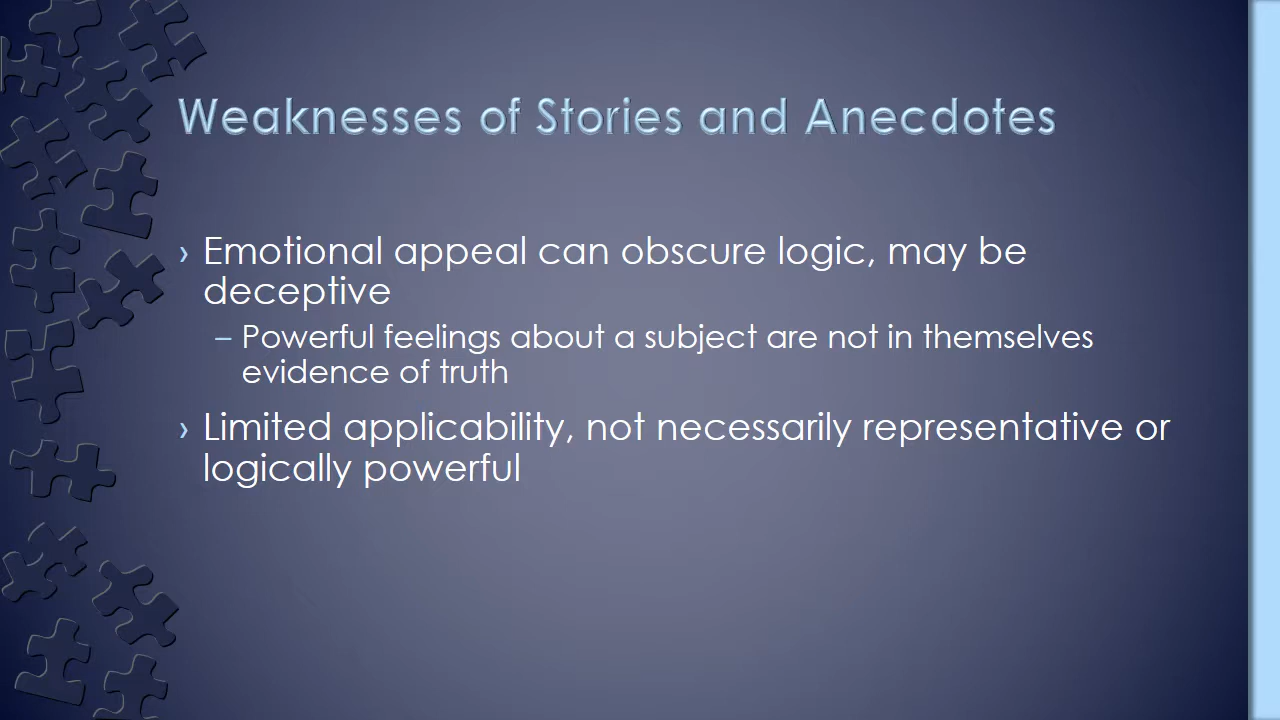 Weaknesses of Stories and Anecdotes
› Emotional appeal can obscure logic, may be
deceptive
– Powerful feelings about a subject are not in themselves
evidence of truth
› Limited applicability, not necessarily representative or
logically powerful